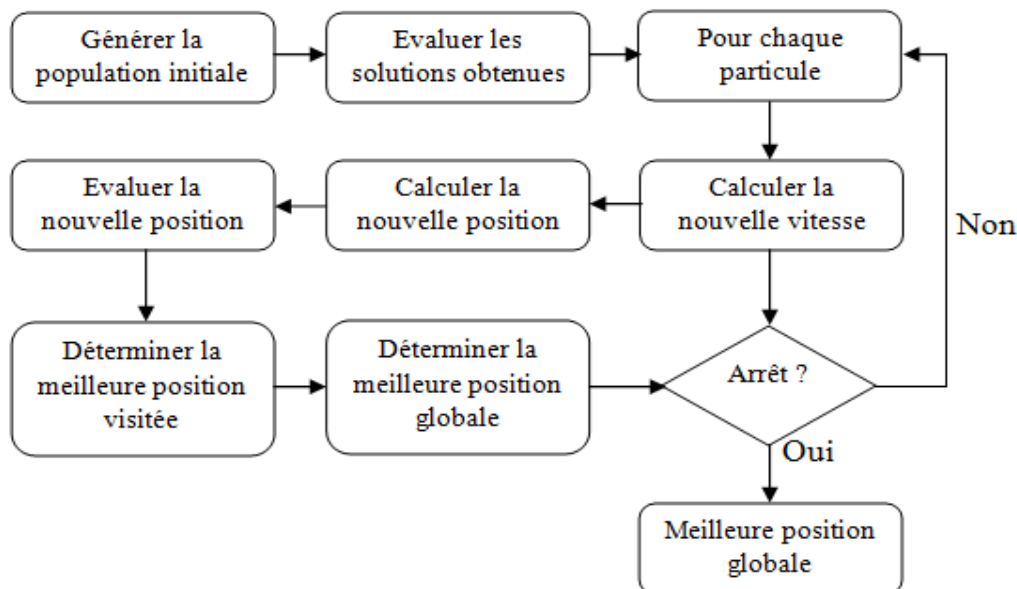 Générer la
population initiale
Evaluer les
solutions obtenues
Pour chaque
particule
Calculer la
nouvelle vitesse
Calculer la
nouvelle position
Evaluer la
nouvelle position
Déterminer la
meilleure position
visitée
Déterminer la
meilleure position
globale
Arrêt ?
Non
Oui
Meilleure position
globale